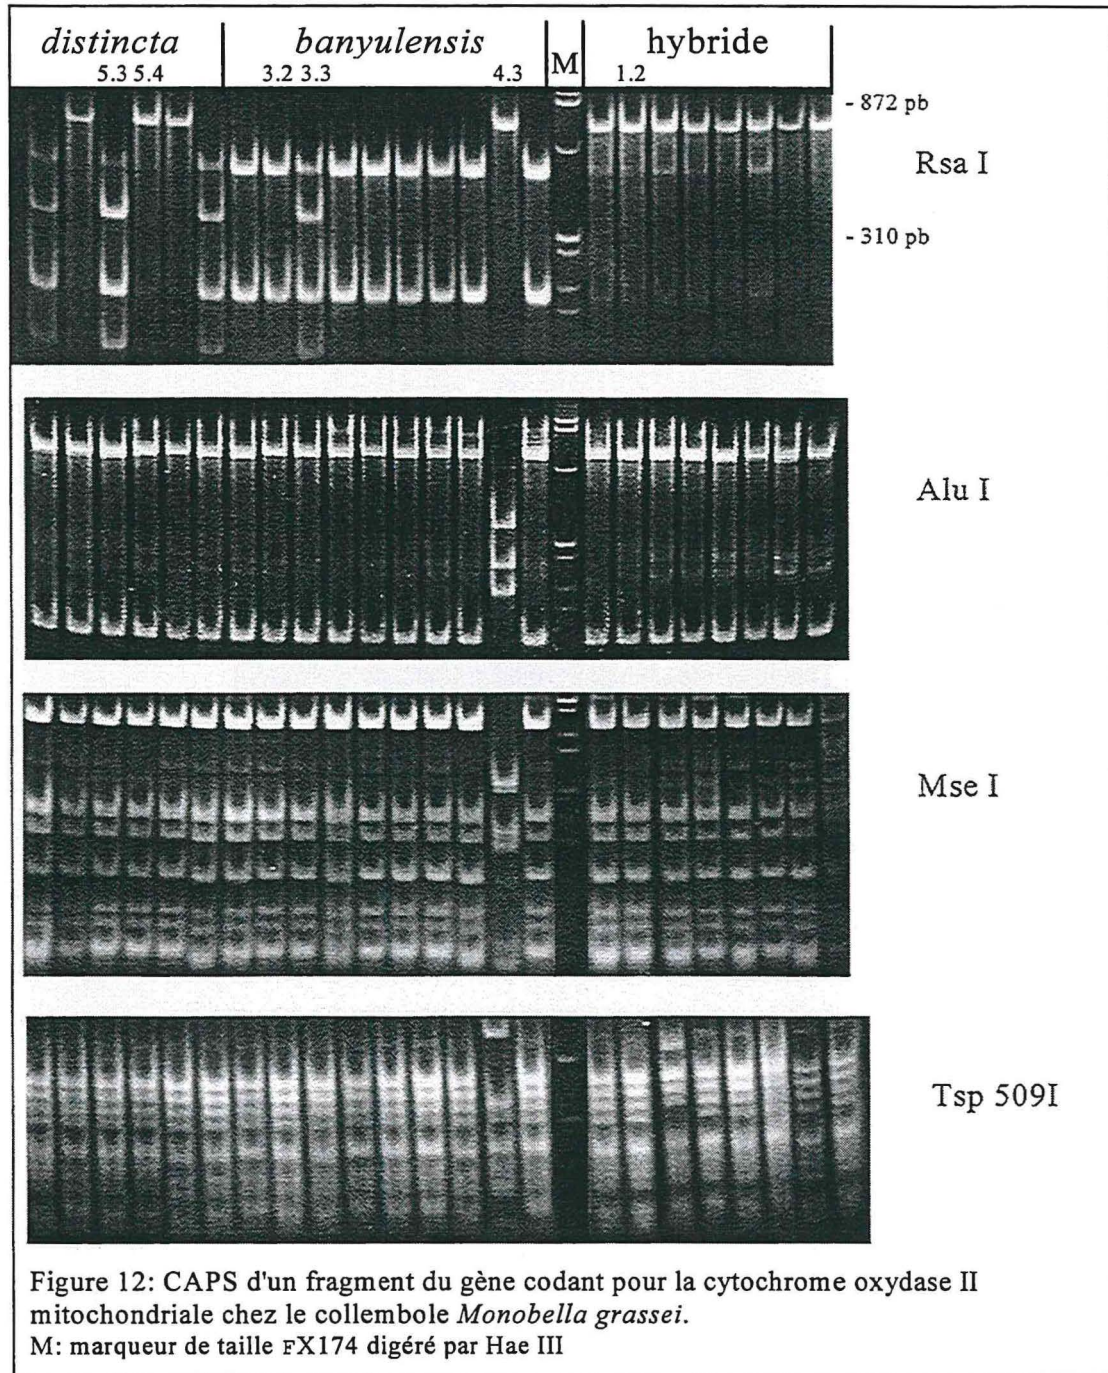 distincta banyulensis M hybride
5.3 5.4 3.2 3.3 4.3 1.2
- 872 pb
Rsa I
- 310 pb
Alu I
Mse I
Tsp 509I
Figure 12: CAPS d'un fragment du gène codant pour la cytochrome oxydase II
mitochondriale chez le collembole Monobella grassei.
M: marqueur de taille FX174 digéré par Hae III